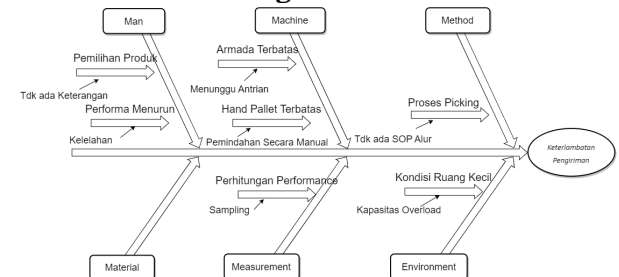 Man
Machine
Method
Pemilihan Produk
Tdk ada Keterangan
Performa Menurun
Kelelahan
Armada Terbatas
Menunggu Antrian
Hand Pallet Terbatas
Pemindahan Secara Manual
Proses Picking
Tdk ada SOP Alur
Keterlambatan
Pengiriman
Perhitungan Performance
Sampling
Kondisi Ruang Kecil
Kapasitas Overload
Material
Measurement
Environment